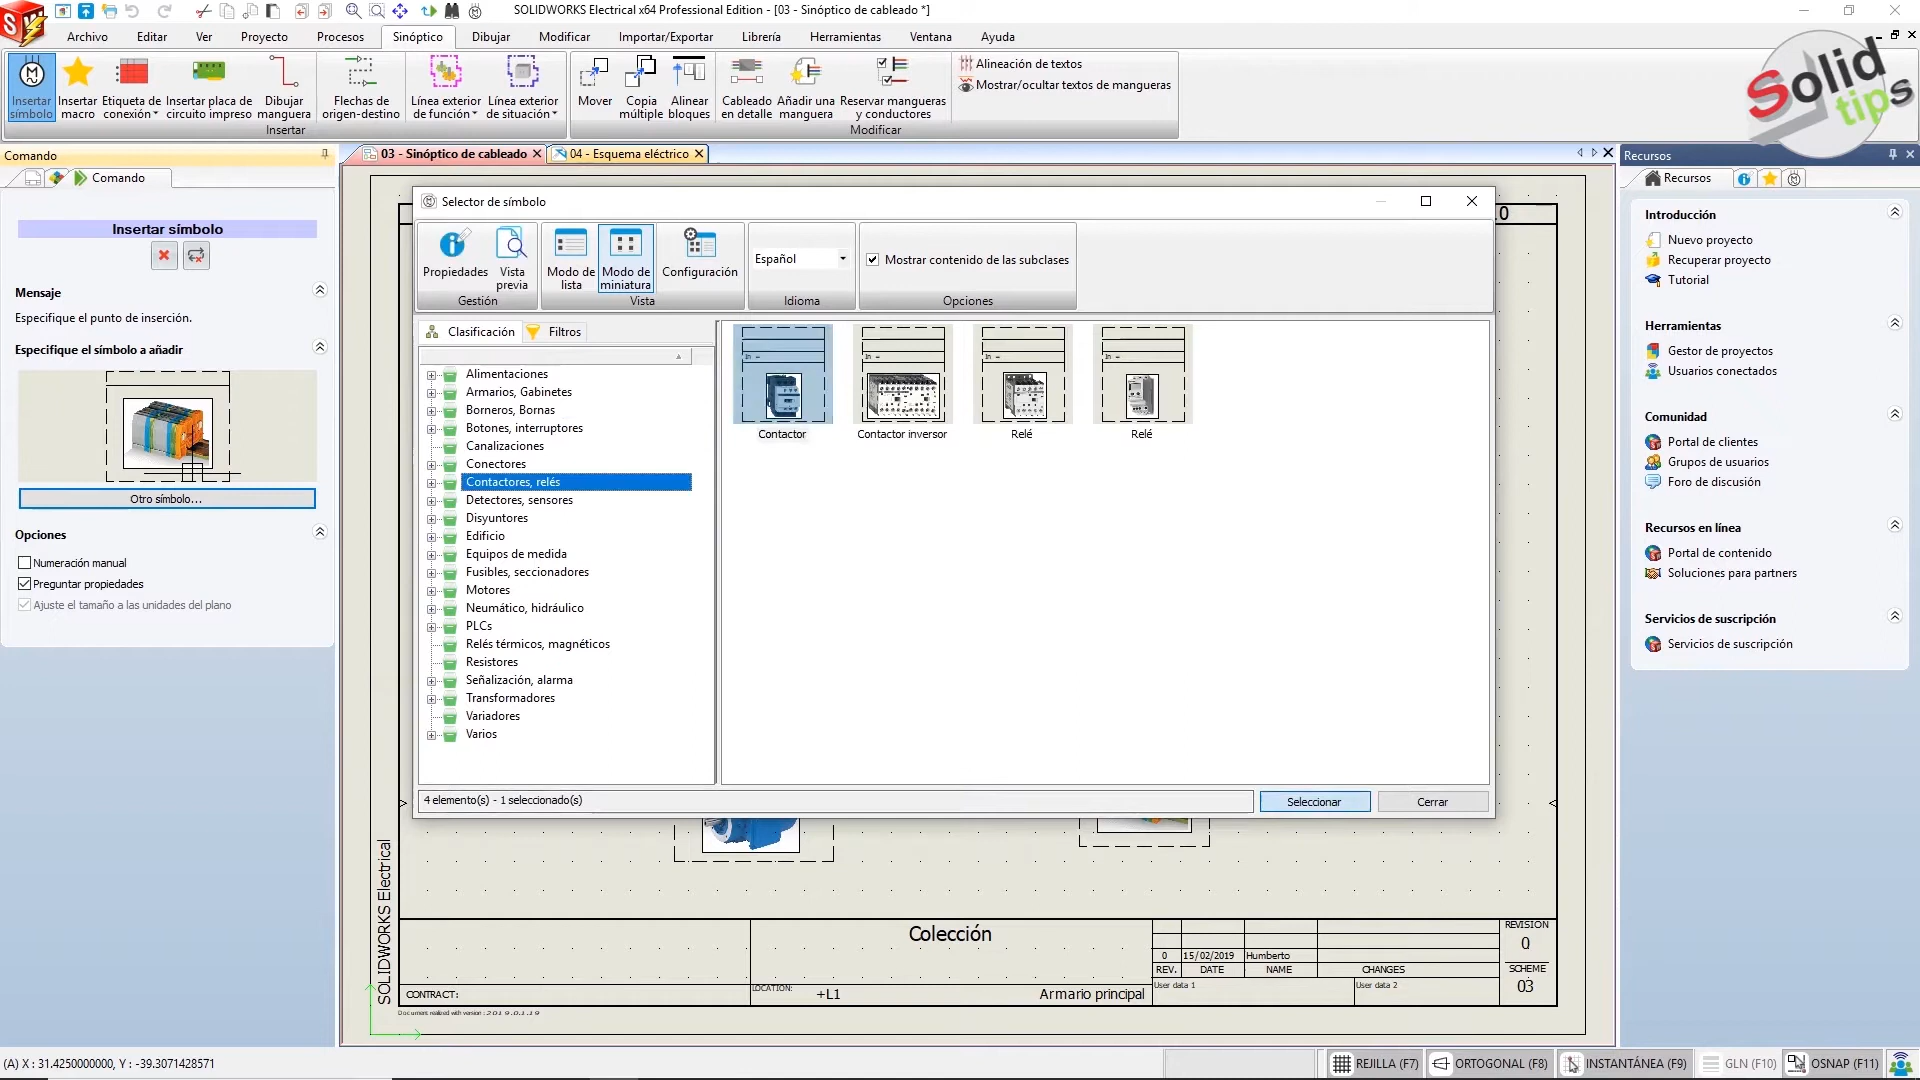 SOLIDWORKS Electrical x64 Professional Edition - [03 - Sinóptico de cableado *]
Archivo Editar Ver Proyecto Procesos Sinóptico Dibujar Modificar Importar/Exportar Librería Herramientas Ventana Ayuda
Insertar símbolo
Insertar macro
Etiqueta de conexión
Insertar placa de circuito impreso
Dibujar manguera
Flechas de origen-destino
Línea exterior de función
Línea exterior de situación
Mover
Copia múltiple
Alinear bloques
Cableado en detalle
Añadir una manguera
Reservar mangueras y conductores
Alineación de textos
Mostrar/ocultar textos de mangueras
Insertar
Modificar
Solid tips
Comando
Comando
Insertar símbolo
Mensaje
Especifique el punto de inserción.
Especifique el símbolo a añadir
Otro símbolo...
Opciones
Numeración manual
Preguntar propiedades
Ajuste el tamaño a las unidades del plano
03 - Sinóptico de cableado
04 - Esquema eléctrico
Selector de símbolo
Propiedades
Vista previa
Modo de lista
Modo de miniatura
Configuración
Español
Mostrar contenido de las subclases
Gestión
Vista
Idioma
Opciones
Clasificación
Filtros
Alimentaciones
Armarios, Gabinetes
Borneros, Bornas
Botones, interruptores
Canalizaciones
Conectores
Contactores, relés
Detectores, sensores
Disyuntores
Edificio
Equipos de medida
Fusibles, seccionadores
Motores
Neumático, hidráulico
PLCs
Relés térmicos, magnéticos
Resistores
Señalización, alarma
Transformadores
Variadores
Varios
In =
In =
In =
In =
Contactor
Contactor inversor
Relé
Relé
4 elemento(s) - 1 seleccionado(s)
Seleccionar
Cerrar
SOLIDWORKS Electrical
Colección
CONTRACT:
LOCATION:
+L1
Armario principal
0 15/02/2019 Humberto
REV. DATE NAME CHANGES
User data 1
User data 2
REVISION
0
SCHEME
03
Document realized with version : 2019.0.1.19
Recursos
Recursos
Introducción
Nuevo proyecto
Recuperar proyecto
Tutorial
Herramientas
Gestor de proyectos
Usuarios conectados
Comunidad
Portal de clientes
Grupos de usuarios
Foro de discusión
Recursos en línea
Portal de contenido
Soluciones para partners
Servicios de suscripción
Servicios de suscripción
(A) X : 31.4250000000, Y : -39.3071428571
REJILLA (F7) ORTOGONAL (F8) INSTANTÁNEA (F9) GLN (F10) OSNAP (F11)